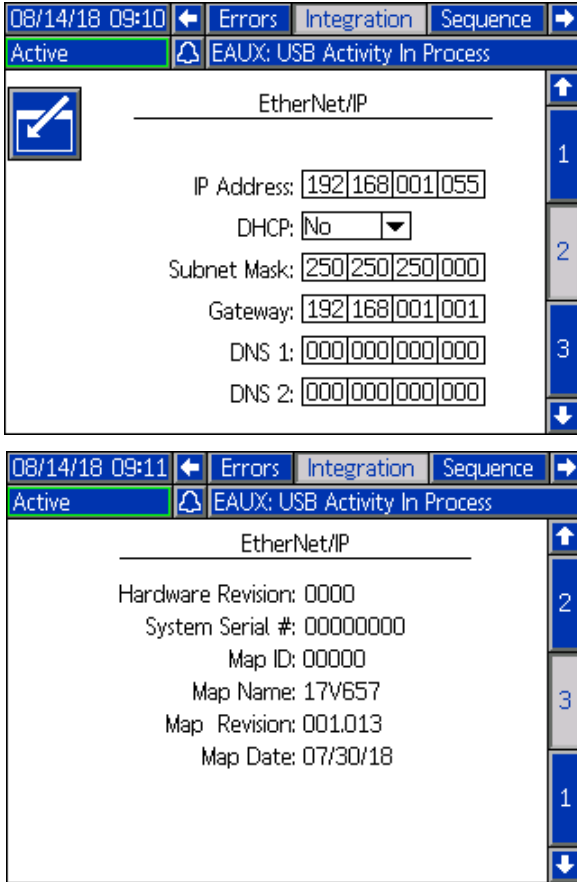 08/14/18 09:10 Errors Integration Sequence
Active EAUX: USB Activity In Process
EtherNet/IP
1
IP Address: 192 168 001 055
DHCP: No
2
Subnet Mask: 250 250 250 000
Gateway: 192 168 001 001
DNS 1: 000 000 000 000
3
DNS 2: 000 000 000 000
08/14/18 09:11 Errors Integration Sequence
Active EAUX: USB Activity In Process
EtherNet/IP
Hardware Revision: 0000
2
System Serial #: 00000000
Map ID: 00000
Map Name: 17V657
3
Map Revision: 001.013
Map Date: 07/30/18
1